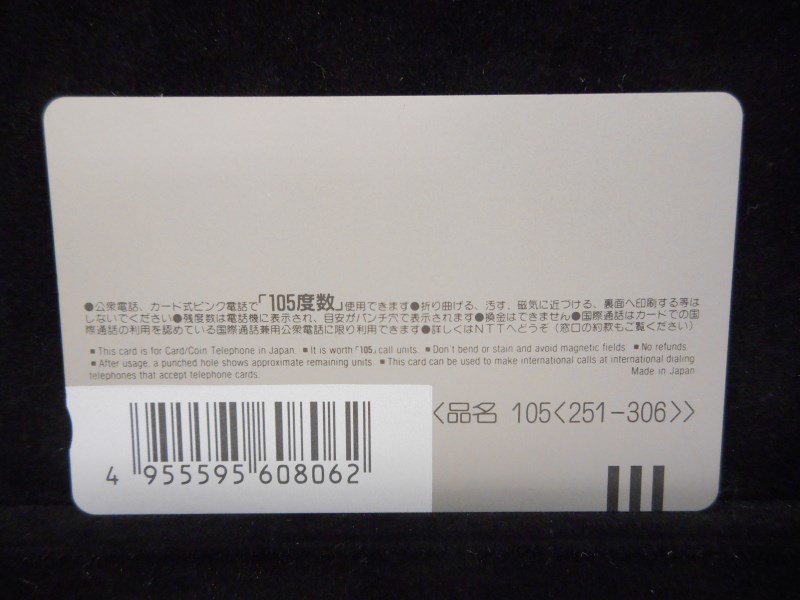 ●公衆電話、カード式ピンク電話で「105度数」使用できます●折り曲げる、汚す、磁気に近づける、裏面へ印刷する等は
しないでください●残度数は電話機に表示され、目安がパンチ穴で表示されます●換金はできません●国際通話はカードでの国
際通話の利用を認めている国際通話兼用公衆電話に限り利用できます●詳しくはNTTへどうぞ（窓口の約款もご覧ください）
■ This card is for Card/Coin Telephone in Japan. ■ It is worth「105」call units. ■ Don't bend or stain and avoid magnetic fields. ■ No refunds.
■ After usage, a punched hole shows approximate remaining units. ■ This card can be used to make international calls at international dialing
telephones that accept telephone cards.
Made in Japan
〈品名 105〈251-306〉〉
4 955595 608062